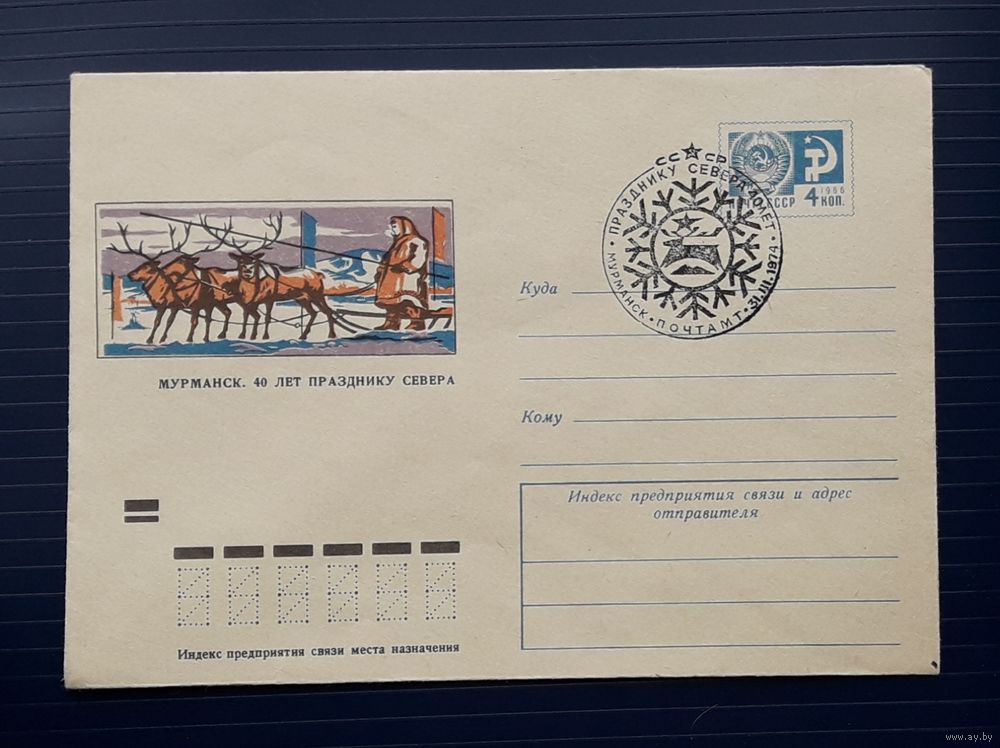 СССР
ПРАЗДНИКУ СЕВЕРА 40 ЛЕТ
МУРМАНСК • ПОЧТАМТ • 31.III.1974
1966
СССР 4 КОП.
Куда
МУРМАНСК. 40 ЛЕТ ПРАЗДНИКУ СЕВЕРА
Кому
Индекс предприятия связи и адрес
отправителя
Индекс предприятия связи места назначения
www.ay.by